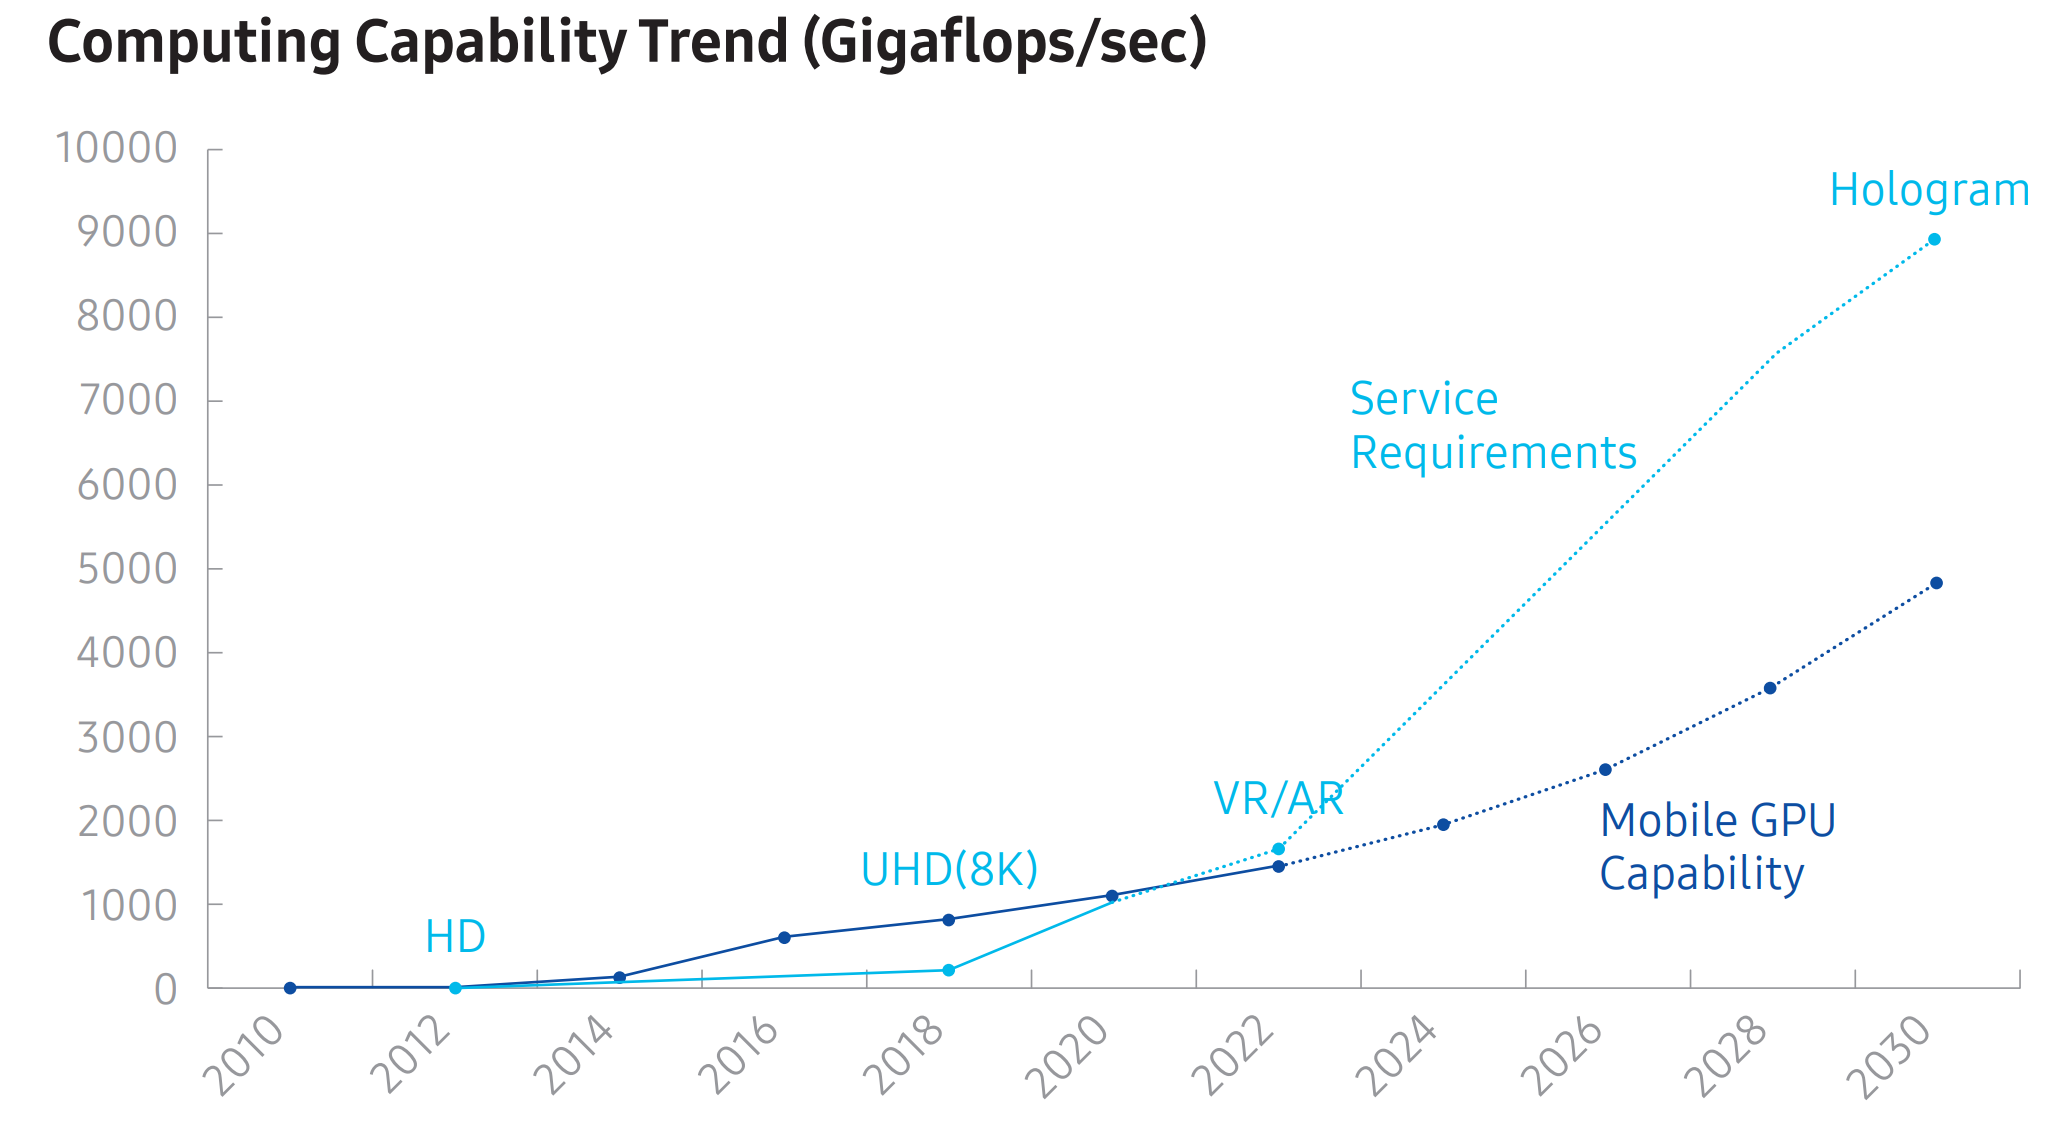 Computing Capability Trend (Gigaflops/sec)
10000
9000
8000
7000
6000
5000
4000
3000
2000
1000
0
Hologram
Service
Requirements
VR/AR
UHD(8K)
HD
Mobile GPU
Capability
2010
2012
2014
2016
2018
2020
2022
2024
2026
2028
2030